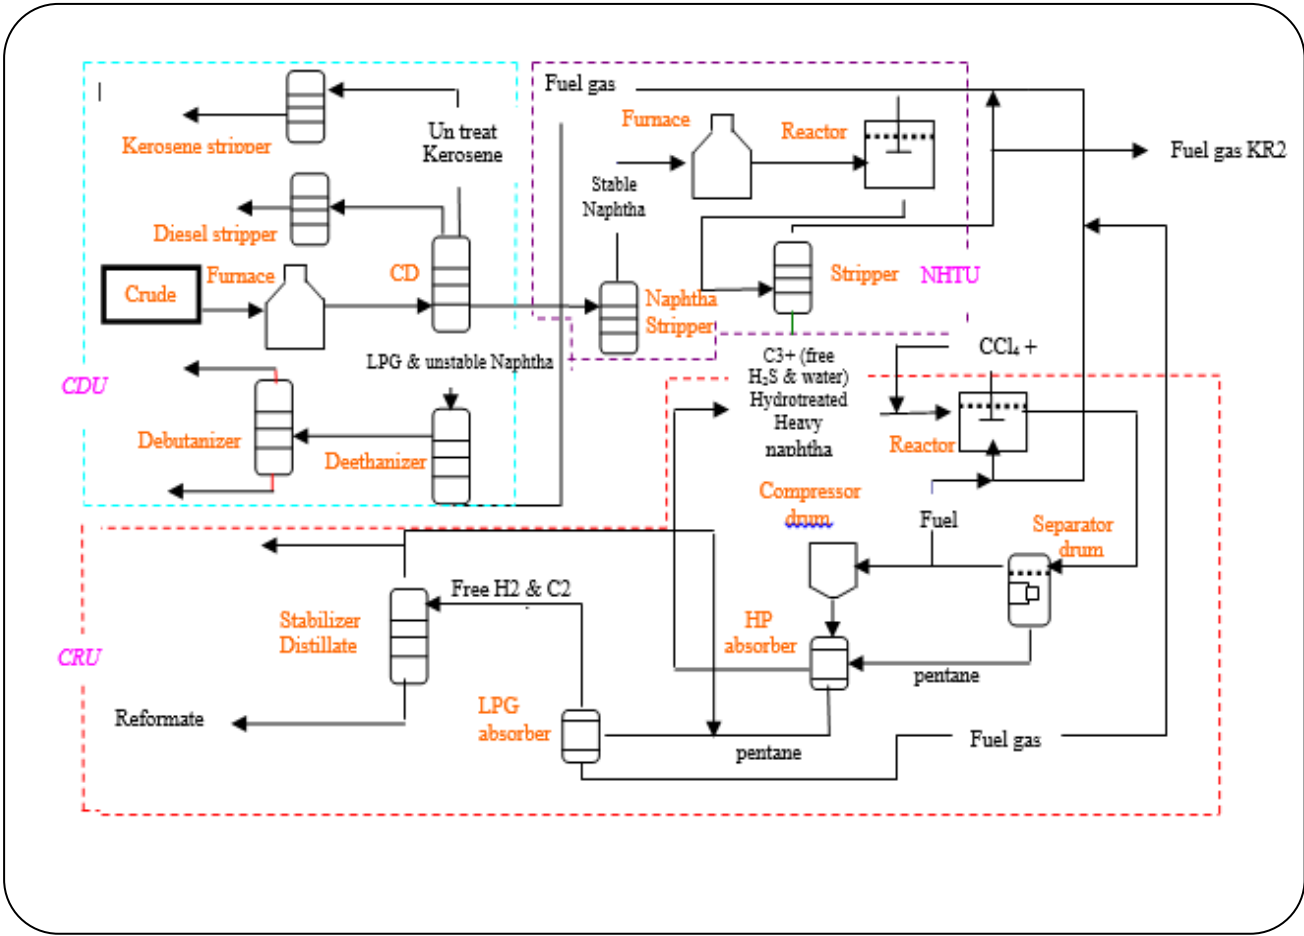 Fuel gas
Furnace
Reactor
Un treat
Kerosene
Kerosene stripper
Fuel gas KR2
Stable
Naphtha
Diesel stripper
Furnace
CD
Crude
Stripper
NHTU
Naphtha
Stripper
LPG & unstable Naphtha
CDU
C3+ (free
H₂S & water)
Hydrotreated
Heavy
naphtha
CCl₄ +
Debutanizer
Deethanizer
Reactor
Compressor
drum
Fuel
Separator
drum
Free H2 & C2
Stabilizer
Distillate
HP
absorber
CRU
pentane
Reformate
LPG
absorber
pentane
Fuel gas